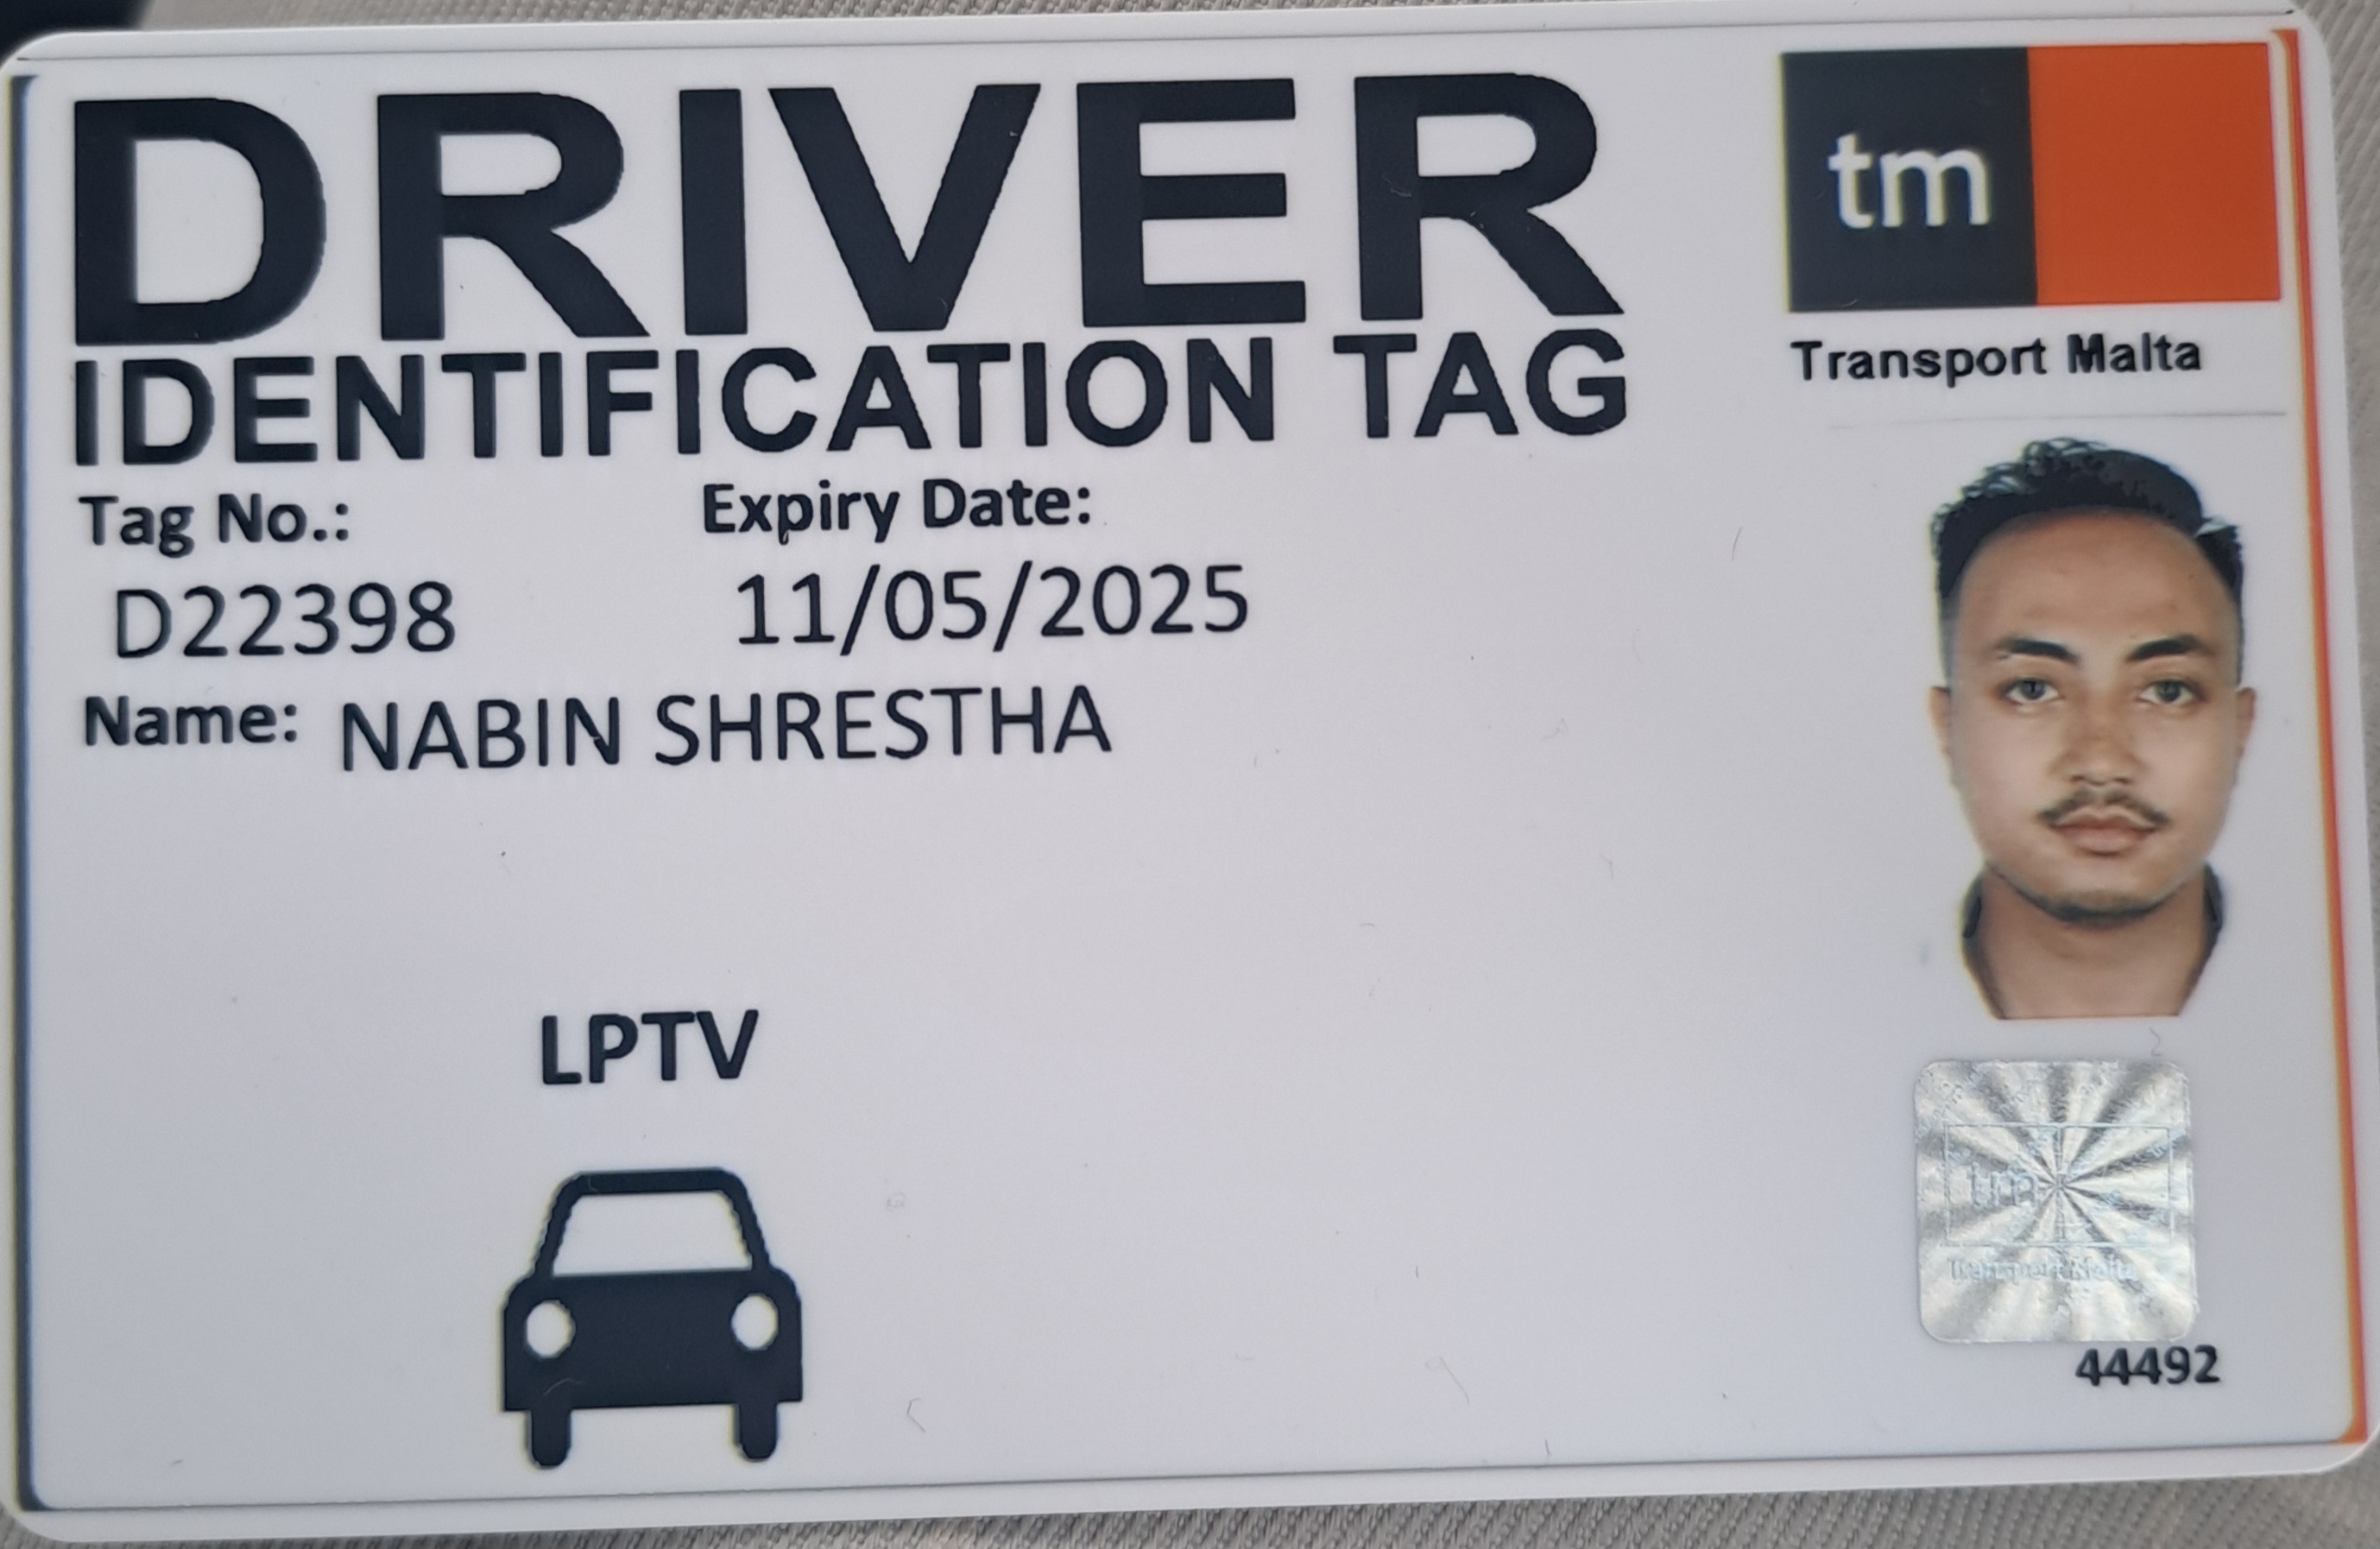 DRIVER
IDENTIFICATION TAG
tm
Transport Malta
Tag No.: Expiry Date:
D22398 11/05/2025
Name: NABIN SHRESTHA
LPTV
tm
Transport Malta
44492